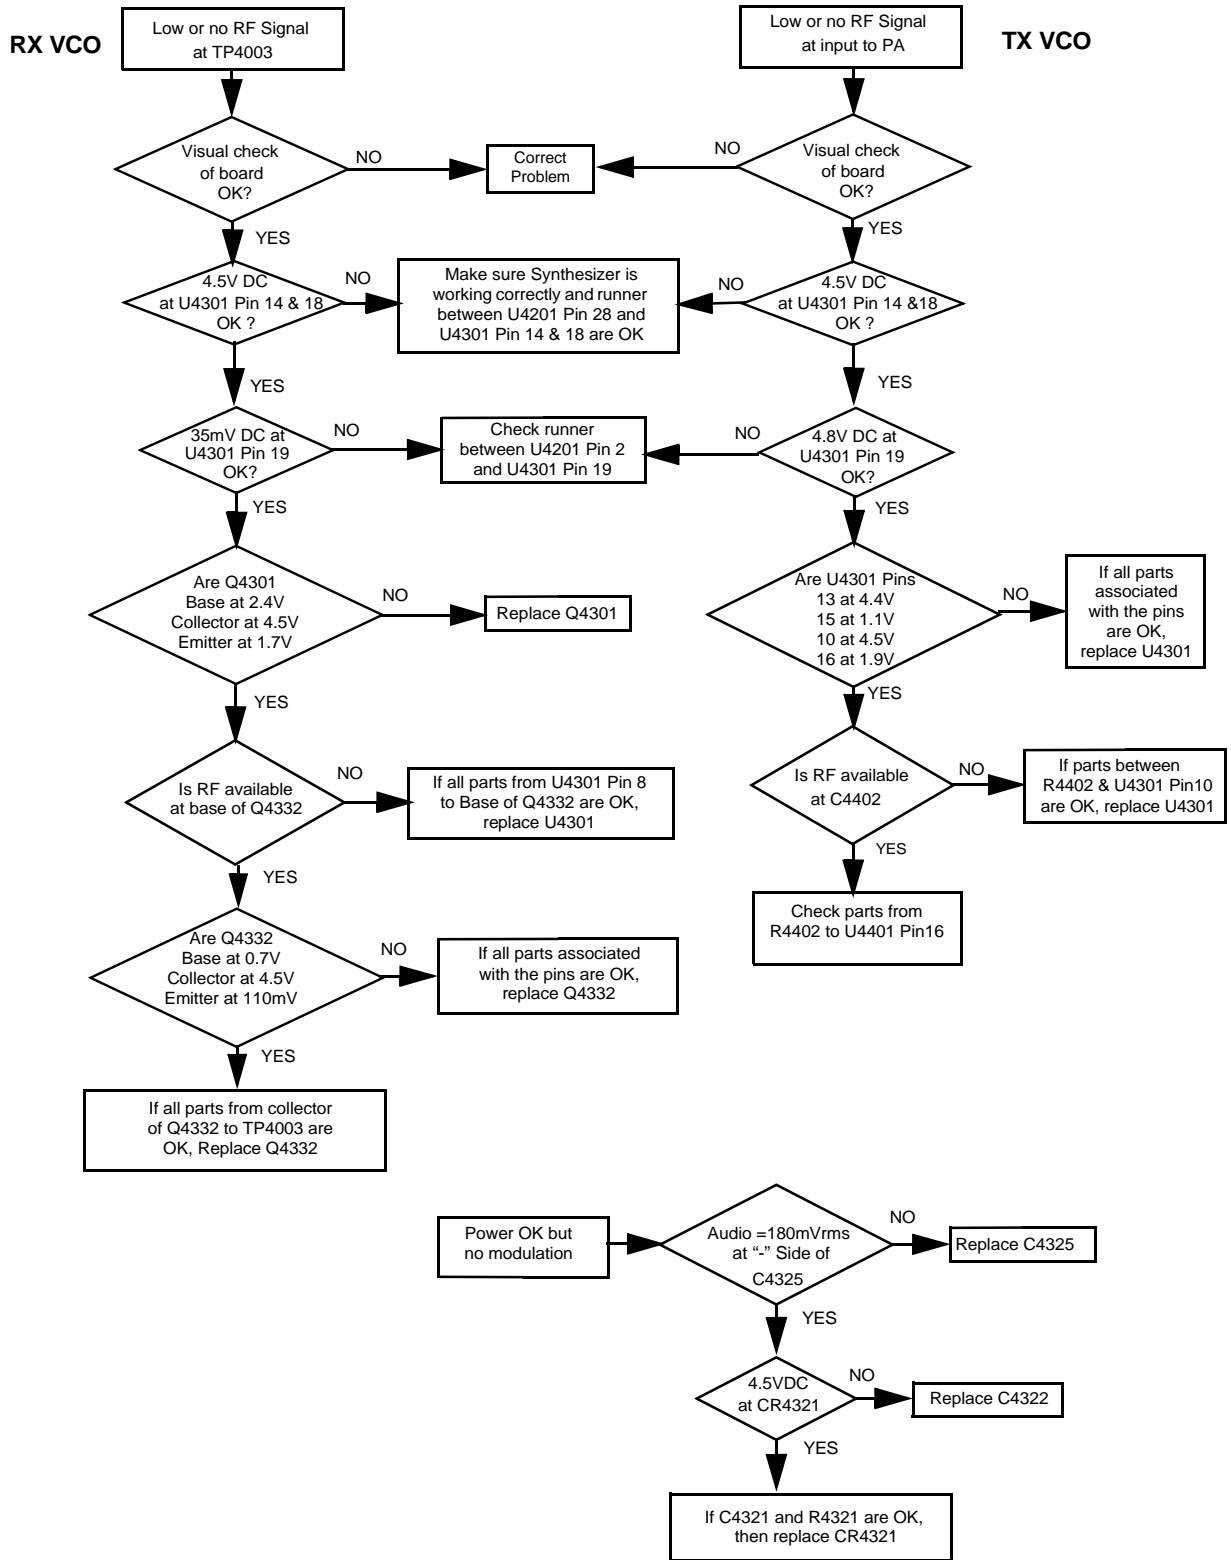 RX VCO
Low or no RF Signal
at TP4003
Low or no RF Signal
at input to PA
TX VCO
Visual check
of board
OK?
NO
Correct
Problem
NO
Visual check
of board
OK?
YES
YES
4.5V DC
at U4301 Pin 14 & 18
OK ?
NO
Make sure Synthesizer is
working correctly and runner
between U4201 Pin 28 and
U4301 Pin 14 & 18 are OK
NO
4.5V DC
at U4301 Pin 14 &18
OK ?
YES
YES
35mV DC at
U4301 Pin 19
OK?
NO
Check runner
between U4201 Pin 2
and U4301 Pin 19
NO
4.8V DC at
U4301 Pin 19
OK?
YES
YES
Are Q4301
Base at 2.4V
Collector at 4.5V
Emitter at 1.7V
NO
Replace Q4301
Are U4301 Pins
13 at 4.4V
15 at 1.1V
10 at 4.5V
16 at 1.9V
NO
If all parts
associated
with the pins
are OK,
replace U4301
YES
YES
Is RF available
at base of Q4332
NO
If all parts from U4301 Pin 8
to Base of Q4332 are OK,
replace U4301
Is RF available
at C4402
NO
If parts between
R4402 & U4301 Pin10
are OK, replace U4301
YES
YES
Are Q4332
Base at 0.7V
Collector at 4.5V
Emitter at 110mV
NO
If all parts associated
with the pins are OK,
replace Q4332
Check parts from
R4402 to U4401 Pin16
YES
If all parts from collector
of Q4332 to TP4003 are
OK, Replace Q4332
Power OK but
no modulation
Audio =180mVrms
at “-” Side of
C4325
NO
Replace C4325
YES
4.5VDC
at CR4321
NO
Replace C4322
YES
If C4321 and R4321 are OK,
then replace CR4321